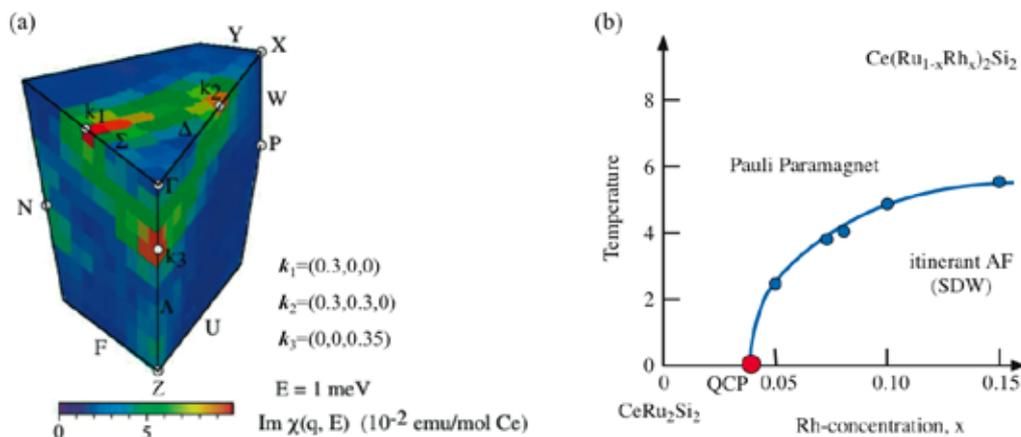 (a)
Y
X
k1
k2
W
Σ
Δ
P
Γ
N
k3
Λ
U
F
Z
k1=(0.3,0,0)
k2=(0.3,0.3,0)
k3=(0,0,0.35)
E = 1 meV
0 5
Im χ(q, E) (10-2 emu/mol Ce)
(b)
Ce(Ru1-xRhx)2Si2
8
Pauli Paramagnet
6
Temperature
4
itinerant AF
(SDW)
2
0
QCP 0.05 0.10 0.15
CeRu2Si2
Rh-concentration, x